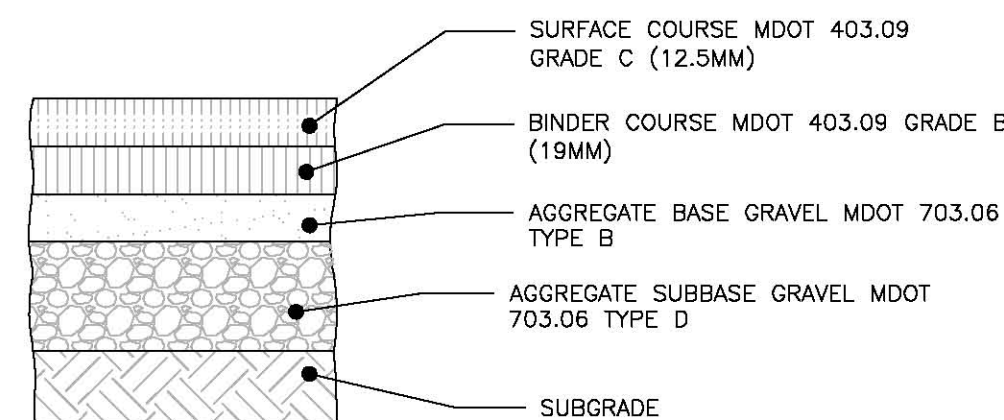 SURFACE COURSE MDOT 403.09
GRADE C (12.5MM)
BINDER COURSE MDOT 403.09 GRADE B
(19MM)
AGGREGATE BASE GRAVEL MDOT 703.06
TYPE B
AGGREGATE SUBBASE GRAVEL MDOT
703.06 TYPE D
SUBGRADE